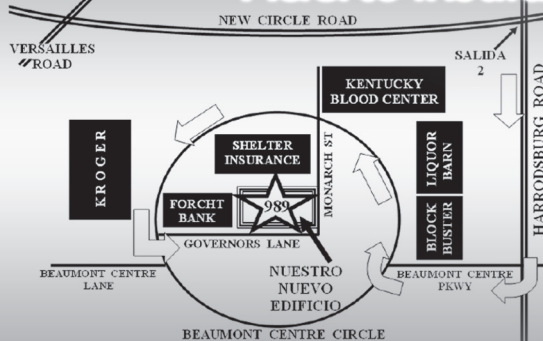 NEW CIRCLE ROAD
VERSAILLES
ROAD
SALIDA
2
KENTUCKY
BLOOD CENTER
HARRODSBURG ROAD
KROGER
SHELTER
INSURANCE
MONARCH ST
LIQUOR
BARN
FORCHT
BANK
989
BLOCK
BUSTER
GOVERNORS LANE
BEAUMONT CENTRE
LANE
NUESTRO
NUEVO
EDIFICIO
BEAUMONT CENTRE
PKWY
BEAUMONT CENTRE CIRCLE